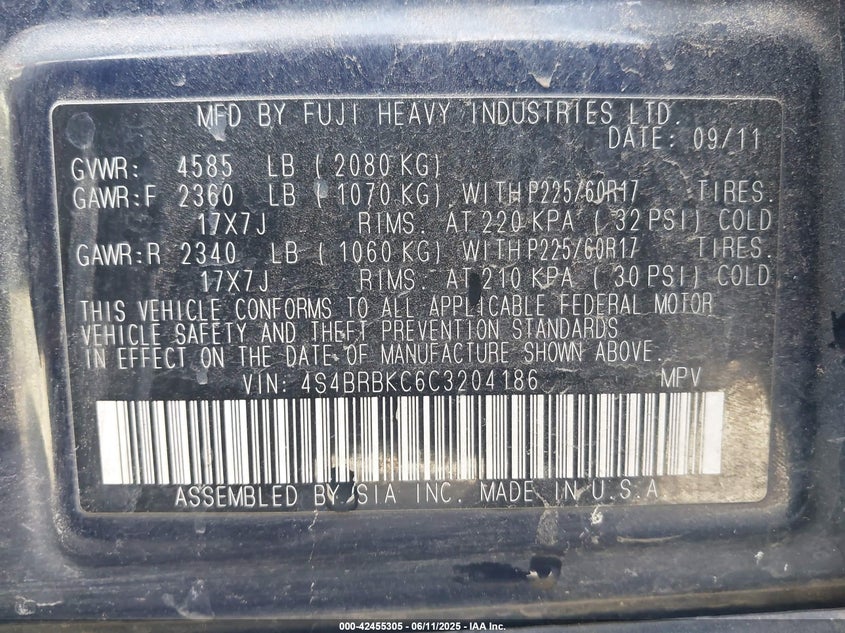 MFD BY FUJI HEAVY INDUSTRIES LTD.
DATE: 09/11
GVWR: 4585 LB (2080 KG)
GAWR:F 2360 LB (1070 KG) WITH P225/60R17 TIRES.
17X7J RIMS. AT 220 KPA (32 PSI) COLD
GAWR:R 2340 LB (1060 KG) WITH P225/60R17 TIRES.
17X7J RIMS. AT 210 KPA (30 PSI) COLD
THIS VEHICLE CONFORMS TO ALL APPLICABLE FEDERAL MOTOR
VEHICLE SAFETY AND THEFT PREVENTION STANDARDS
IN EFFECT ON THE DATE OF MANUFACTURE SHOWN ABOVE.
VIN: 4S4BRBKC6C3204186 MPV
ASSEMBLED BY SIA INC. MADE IN U.S.A.
000-42455305 - 06/11/2025 - IAA Inc.